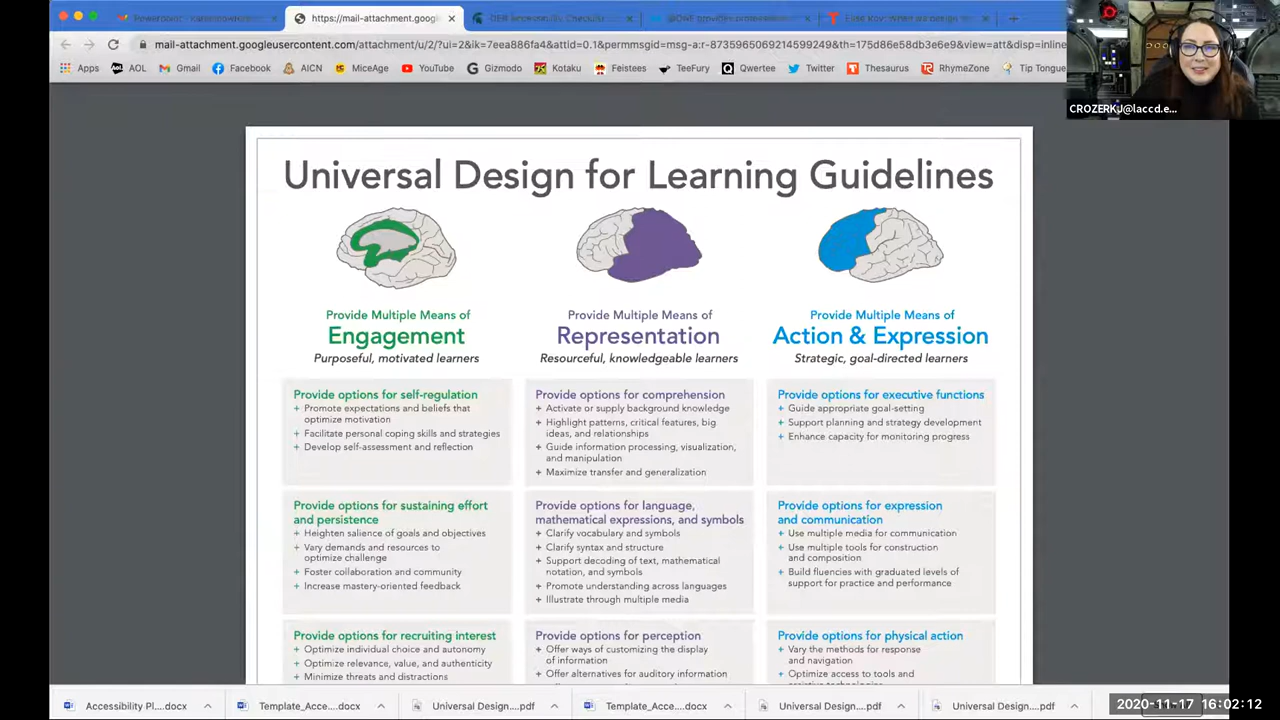 https://mail-attachment.googl
mail-attachment.googleusercontent.com/attachment/u/2/?ui=2&ik=7eea886fa4&attid=0.1&permmsgid=msg-a:r-8735965069214599249&th=175d86e58db3e6e9&view=att&disp=inline
Apps AOL Gmail Facebook AICN MiceAge YouTube Gizmodo Kotaku Feistees TeeFury Qwertee Twitter Thesaurus RhymeZone Tip Tongue
CROZERKJ@laccd.e...
Universal Design for Learning Guidelines
Provide Multiple Means of
Engagement
Purposeful, motivated learners
Provide options for self-regulation
+ Promote expectations and beliefs that
optimize motivation
+ Facilitate personal coping skills and strategies
+ Develop self-assessment and reflection
Provide options for sustaining effort
and persistence
+ Heighten salience of goals and objectives
+ Vary demands and resources to
optimize challenge
+ Foster collaboration and community
+ Increase mastery-oriented feedback
Provide options for recruiting interest
+ Optimize individual choice and autonomy
+ Optimize relevance, value, and authenticity
+ Minimize threats and distractions
Provide Multiple Means of
Representation
Resourceful, knowledgeable learners
Provide options for comprehension
+ Activate or supply background knowledge
+ Highlight patterns, critical features, big
ideas, and relationships
+ Guide information processing, visualization,
and manipulation
+ Maximize transfer and generalization
Provide options for language,
mathematical expressions, and symbols
+ Clarify vocabulary and symbols
+ Clarify syntax and structure
+ Support decoding of text, mathematical
notation, and symbols
+ Promote understanding across languages
+ Illustrate through multiple media
Provide options for perception
+ Offer ways of customizing the display
of information
+ Offer alternatives for auditory information
Provide Multiple Means of
Action & Expression
Strategic, goal-directed learners
Provide options for executive functions
+ Guide appropriate goal-setting
+ Support planning and strategy development
+ Enhance capacity for monitoring progress
Provide options for expression
and communication
+ Use multiple media for communication
+ Use multiple tools for construction
and composition
+ Build fluencies with graduated levels of
support for practice and performance
Provide options for physical action
+ Vary the methods for response
and navigation
+ Optimize access to tools and
Accessibility Pl....docx Template_Acce....docx Universal Design....pdf Template_Acce....docx Universal Design....pdf Universal Design....pdf
2020-11-17 16:02:12